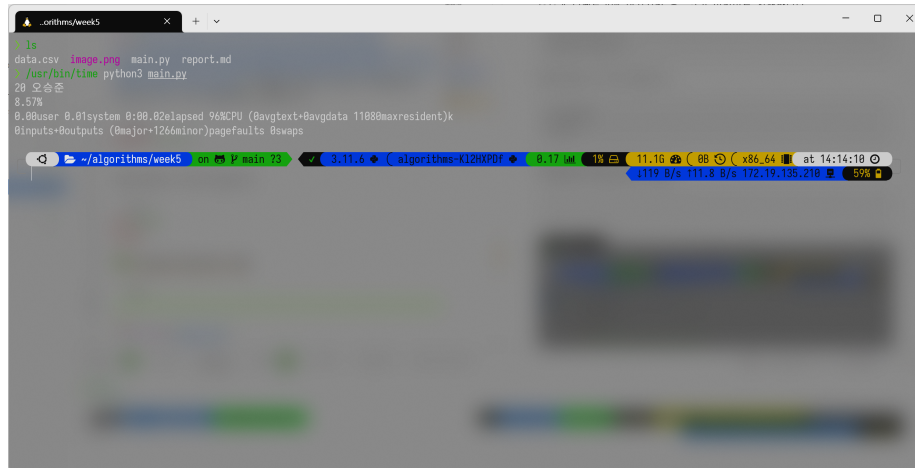 ..orithms/week5
ls
data.csv image.png main.py report.md
/usr/bin/time python3 main.py
20 오승준
8.57%
0.00user 0.01system 0:00.02elapsed 96%CPU (0avgtext+0avgdata 11080maxresident)k
0inputs+0outputs (0major+1266minor)pagefaults 0swaps
~/algorithms/week5 on main ?3 ✓ 3.11.6 algorithms-Kl2HXPDf 0.17 1% 11.1G 0B x86_64 at 14:14:10
↓119 B/s ↑11.8 B/s 172.19.135.210 59%